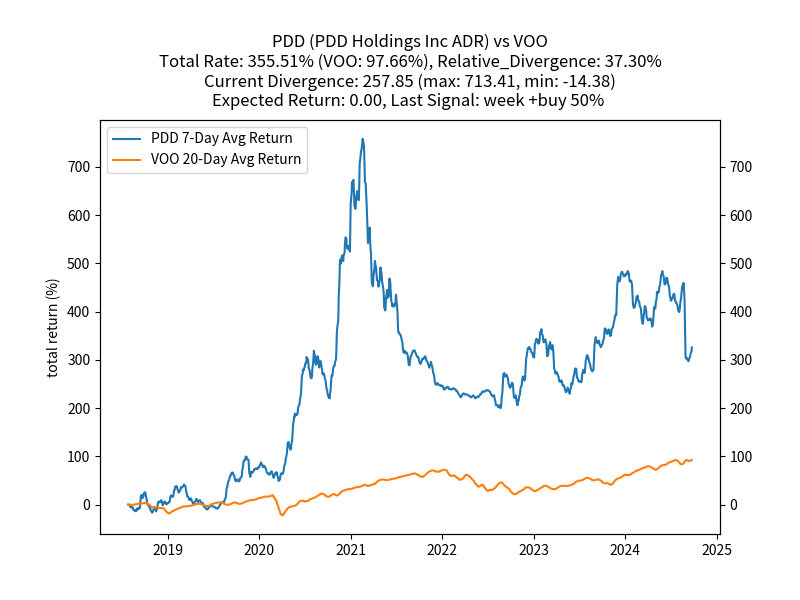 PDD (PDD Holdings Inc ADR) vs VOO
Total Rate: 355.51% (VOO: 97.66%), Relative_Divergence: 37.30%
Current Divergence: 257.85 (max: 713.41, min: -14.38)
Expected Return: 0.00, Last Signal: week +buy 50%
PDD 7-Day Avg Return
VOO 20-Day Avg Return
total return (%)
700 700
600 600
500 500
400 400
300 300
200 200
100 100
0 0
2019 2020 2021 2022 2023 2024 2025